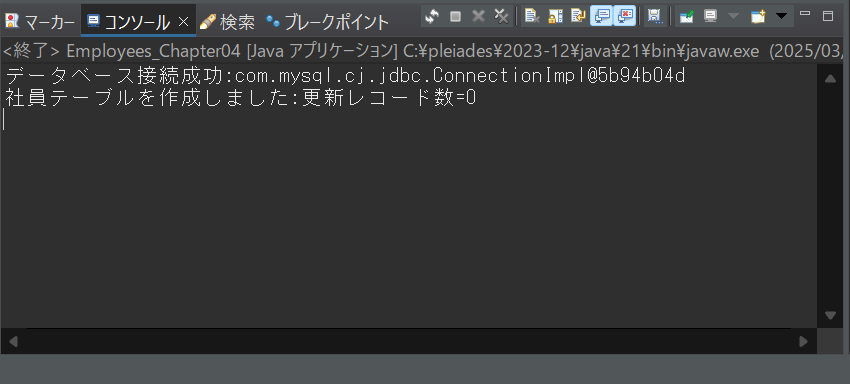 マーカー コンソール × 検索 ブレークポイント
<終了> Employees_Chapter04 [Java アプリケーション] C:¥pleiades¥2023-12¥java¥21¥bin¥javaw.exe (2025/03/
データベース接続成功:com.mysql.cj.jdbc.ConnectionImpl@5b94b04d
社員テーブルを作成しました:更新レコード数=0